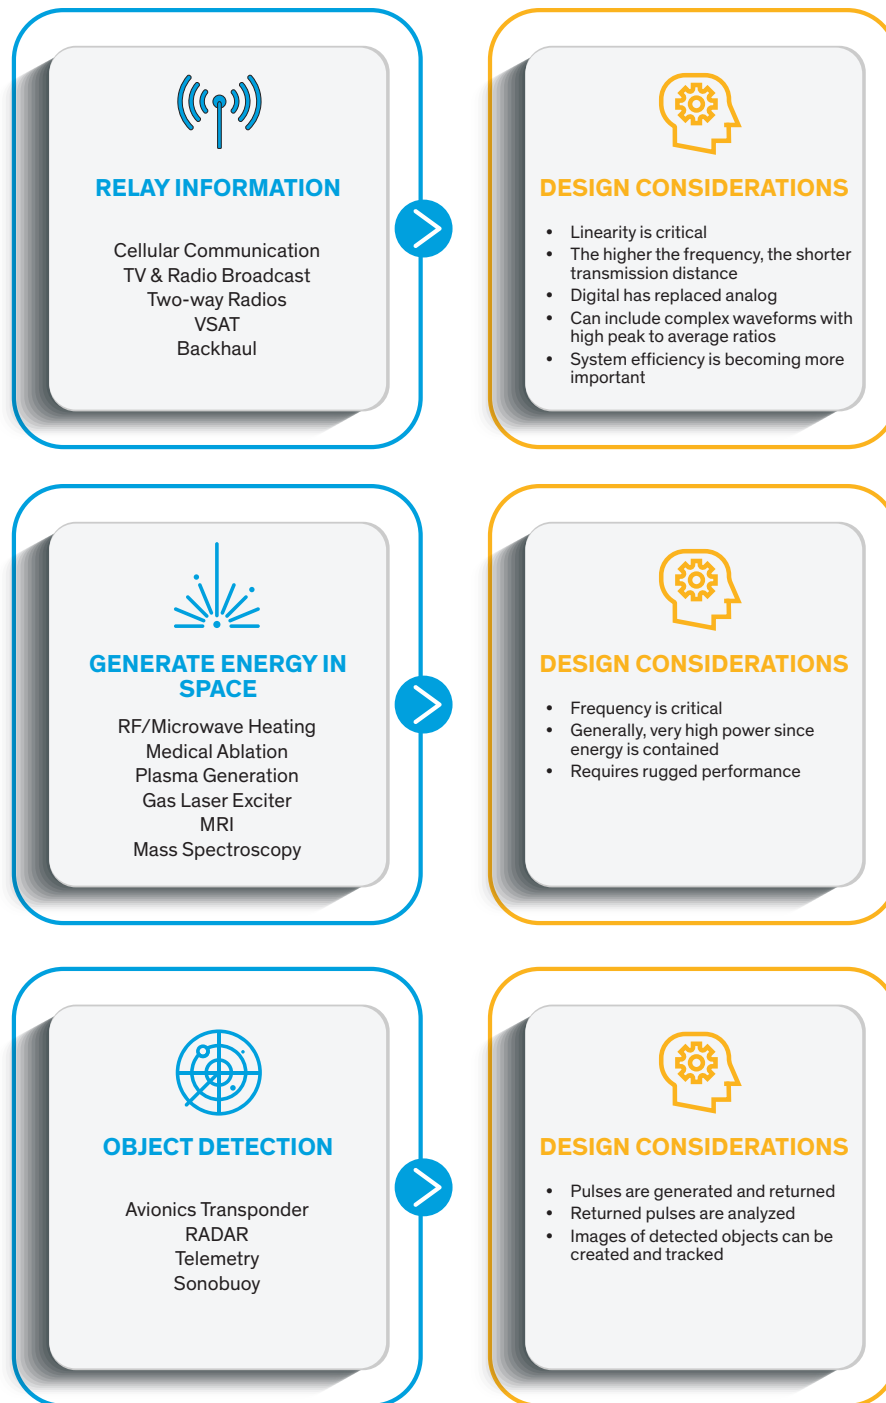 RELAY INFORMATION
Cellular Communication
TV & Radio Broadcast
Two-way Radios
VSAT
Backhaul
DESIGN CONSIDERATIONS
• Linearity is critical
• The higher the frequency, the shorter
transmission distance
• Digital has replaced analog
• Can include complex waveforms with
high peak to average ratios
• System efficiency is becoming more
important
GENERATE ENERGY IN
SPACE
RF/Microwave Heating
Medical Ablation
Plasma Generation
Gas Laser Exciter
MRI
Mass Spectroscopy
DESIGN CONSIDERATIONS
• Frequency is critical
• Generally, very high power since
energy is contained
• Requires rugged performance
OBJECT DETECTION
Avionics Transponder
RADAR
Telemetry
Sonobuoy
DESIGN CONSIDERATIONS
• Pulses are generated and returned
• Returned pulses are analyzed
• Images of detected objects can be
created and tracked